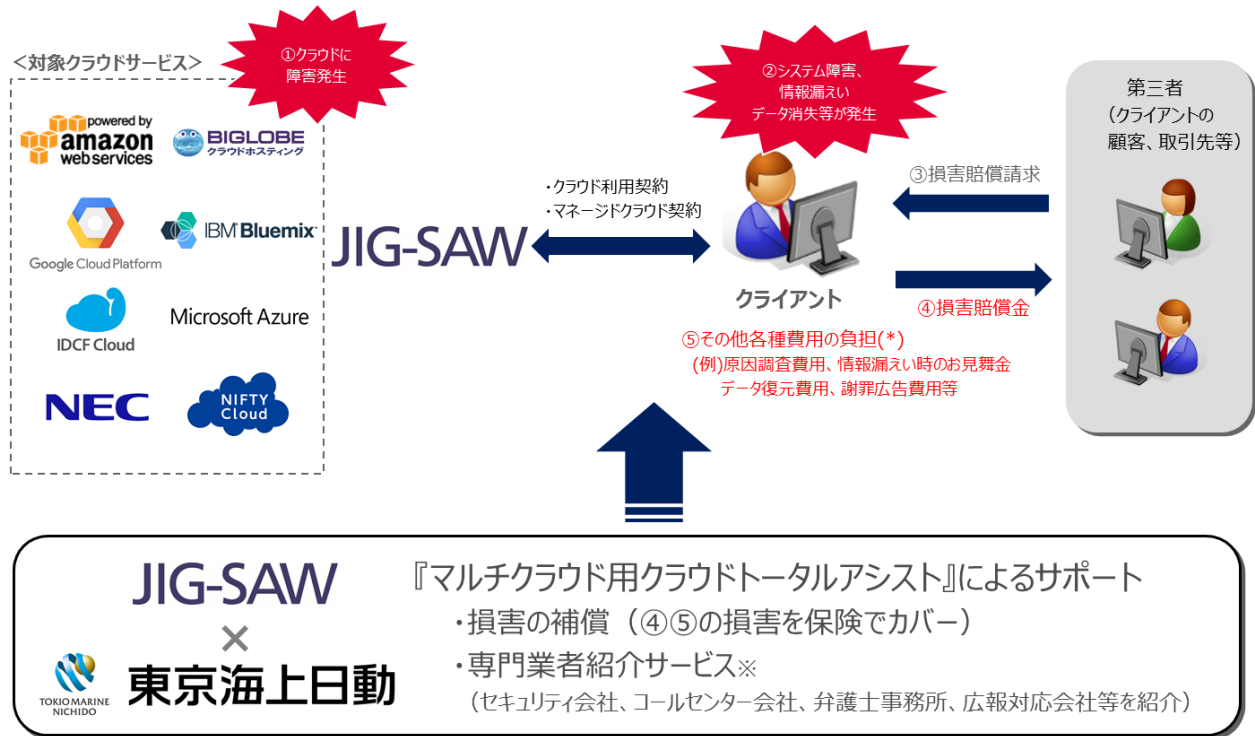 <対象クラウドサービス>
①クラウドに
障害発生
powered by
amazon
web services
BIGLOBE
クラウドホスティング
Google Cloud Platform
IBM Bluemix
IDCF Cloud
Microsoft Azure
NEC
NIFTY
Cloud
JIG-SAW
・クラウド利用契約
・マネージドクラウド契約
②システム障害、
情報漏えい
データ消失等が発生
クライアント
③損害賠償請求
④損害賠償金
⑤その他各種費用の負担(*)
(例)原因調査費用、情報漏えい時のお見舞金
データ復元費用、謝罪広告費用等
第三者
(クライアントの
顧客、取引先等)
JIG-SAW
×
TOKIO MARINE
NICHIDO
東京海上日動
『マルチクラウド用クラウドトータルアシスト』によるサポート
・損害の補償（④⑤の損害を保険でカバー）
・専門業者紹介サービス※
（セキュリティ会社、コールセンター会社、弁護士事務所、広報対応会社等を紹介）